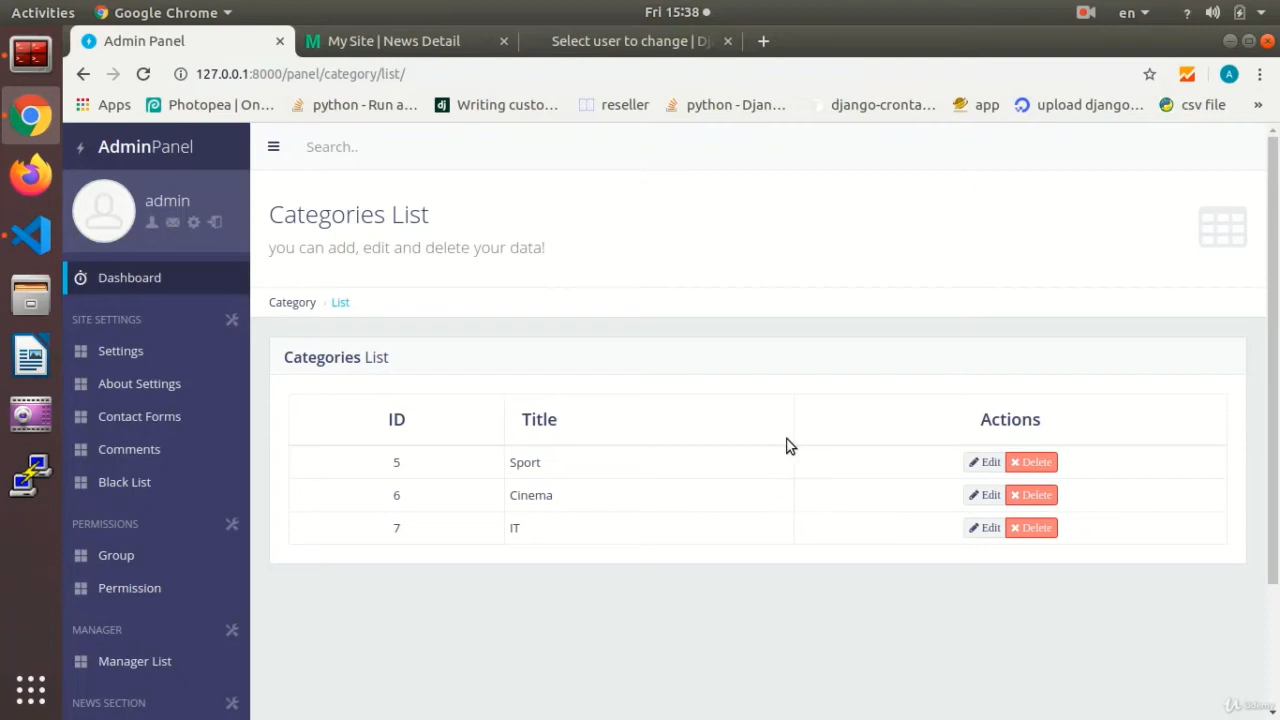 Activities
Google Chrome
Fri 15:38
en
?
Admin Panel
My Site | News Detail
Select user to change | Dj
127.0.0.1:8000/panel/category/list/
A
Apps
Photopea | On...
python - Run a...
Writing custo...
reseller
python - Djan...
django-cronta...
app
upload django...
csv file
»
AdminPanel
Search..
admin
Categories List
you can add, edit and delete your data!
Dashboard
Category
List
SITE SETTINGS
Settings
About Settings
Contact Forms
Comments
Black List
PERMISSIONS
Group
Permission
MANAGER
Manager List
NEWS SECTION
Categories List
ID Title Actions
5 Sport Edit Delete
6 Cinema Edit Delete
7 IT Edit Delete
Udemy